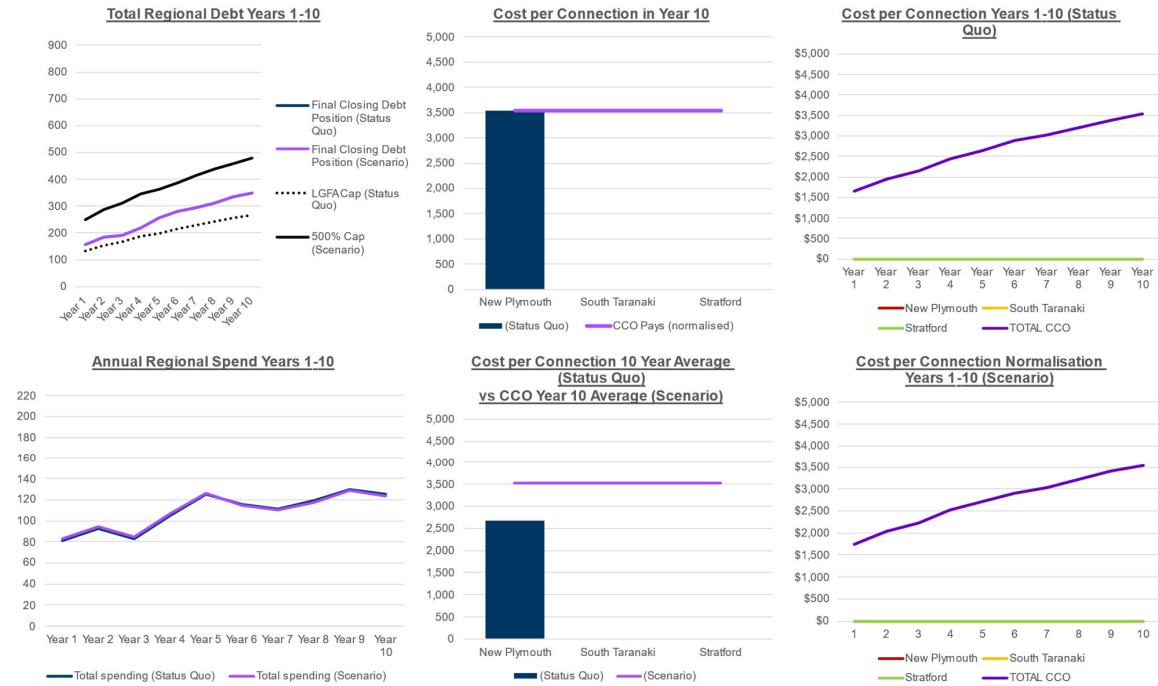 Total Regional Debt Years 1-10
900
800
700
600
500
400
300
200
100
0
Year 1
Year 2
Year 3
Year 4
Year 5
Year 6
Year 7
Year 8
Year 9
Year 10
Final Closing Debt
Position (Status
Quo)
Final Closing Debt
Position (Scenario)
LGFA Cap (Status
Quo)
500% Cap
(Scenario)
Cost per Connection in Year 10
5,000
4,500
4,000
3,500
3,000
2,500
2,000
1,500
1,000
500
0
New Plymouth South Taranaki Stratford
(Status Quo) CCO Pays (normalised)
Cost per Connection Years 1-10 (Status
Quo)
$5,000
$4,500
$4,000
$3,500
$3,000
$2,500
$2,000
$1,500
$1,000
$500
$0
Year Year Year Year Year Year Year Year Year Year
1 2 3 4 5 6 7 8 9 10
New Plymouth South Taranaki
Stratford TOTAL CCO
Annual Regional Spend Years 1-10
220
200
180
160
140
120
100
80
60
40
20
0
Year 1 Year 2 Year 3 Year 4 Year 5 Year 6 Year 7 Year 8 Year 9 Year
10
Total spending (Status Quo) Total spending (Scenario)
Cost per Connection 10 Year Average
(Status Quo)
vs CCO Year 10 Average (Scenario)
5,000
4,500
4,000
3,500
3,000
2,500
2,000
1,500
1,000
500
0
New Plymouth South Taranaki Stratford
(Status Quo) (Scenario)
Cost per Connection Normalisation
Years 1-10 (Scenario)
$5,000
$4,500
$4,000
$3,500
$3,000
$2,500
$2,000
$1,500
$1,000
$500
$0
1 2 3 4 5 6 7 8 9 10
New Plymouth South Taranaki
Stratford TOTAL CCO